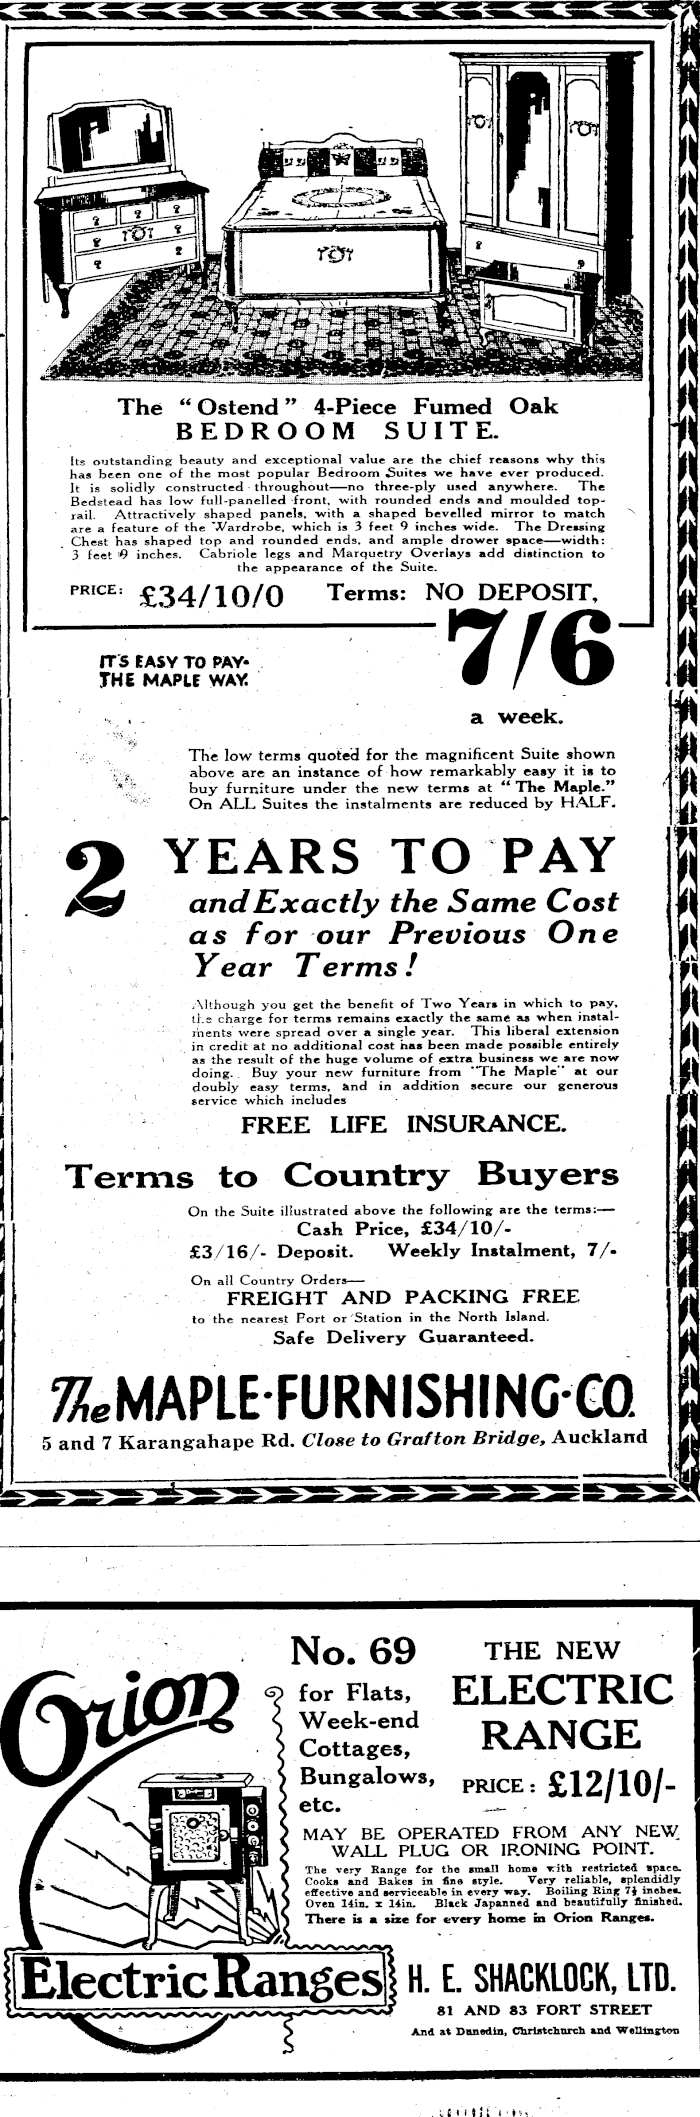 The "Ostend" 4-Piece Fumed Oak
BEDROOM SUITE.
Its outstanding beauty and exceptional value are the chief reasons why this
has been one of the most popular Bedroom Suites we have ever produced.
It is solidly constructed throughout—no three-ply used anywhere. The
Bedstead has low full-panelled front, with rounded ends and moulded top-
rail. Attractively shaped panels, with a shaped bevelled mirror to match
are a feature of the Wardrobe, which is 3 feet 9 inches wide. The Dressing
Chest has shaped top and rounded ends, and ample drower space—width:
3 feet 9 inches. Cabriole legs and Marquetry Overlays add distinction to
the appearance of the Suite.
PRICE: £34/10/0 Terms: NO DEPOSIT,
7/6
IT'S EASY TO PAY-
THE MAPLE WAY.
a week.
The low terms quoted for the magnificent Suite shown
above are an instance of how remarkably easy it is to
buy furniture under the new terms at "The Maple."
On ALL Suites the instalments are reduced by HALF.
2 YEARS TO PAY
and Exactly the Same Cost
as for our Previous One
Year Terms!
Although you get the benefit of Two Years in which to pay,
the charge for terms remains exactly the same as when instal-
ments were spread over a single year. This liberal extension
in credit at no additional cost has been made possible entirely
as the result of the huge volume of extra business we are now
doing. Buy your new furniture from "The Maple" at our
doubly easy terms, and in addition secure our generous
service which includes
FREE LIFE INSURANCE.
Terms to Country Buyers
On the Suite illustrated above the following are the terms:—
Cash Price, £34/10/-
£3/16/- Deposit. Weekly Instalment, 7/-
On all Country Orders—
FREIGHT AND PACKING FREE
to the nearest Port or Station in the North Island.
Safe Delivery Guaranteed.
The MAPLE·FURNISHING·CO.
5 and 7 Karangahape Rd. Close to Grafton Bridge, Auckland
Orion
Electric Ranges
No. 69
for Flats,
Week-end
Cottages,
Bungalows,
etc.
THE NEW
ELECTRIC
RANGE
PRICE: £12/10/-
MAY BE OPERATED FROM ANY NEW
WALL PLUG OR IRONING POINT.
The very Range for the small home with restricted space.
Cooks and Bakes in fine style. Very reliable, splendidly
effective and serviceable in every way. Boiling Ring 7½ inches.
Oven 14in. x 14in. Black Japanned and beautifully finished.
There is a size for every home in Orion Ranges.
H. E. SHACKLOCK, LTD.
81 AND 83 FORT STREET
And at Dunedin, Christchurch and Wellington